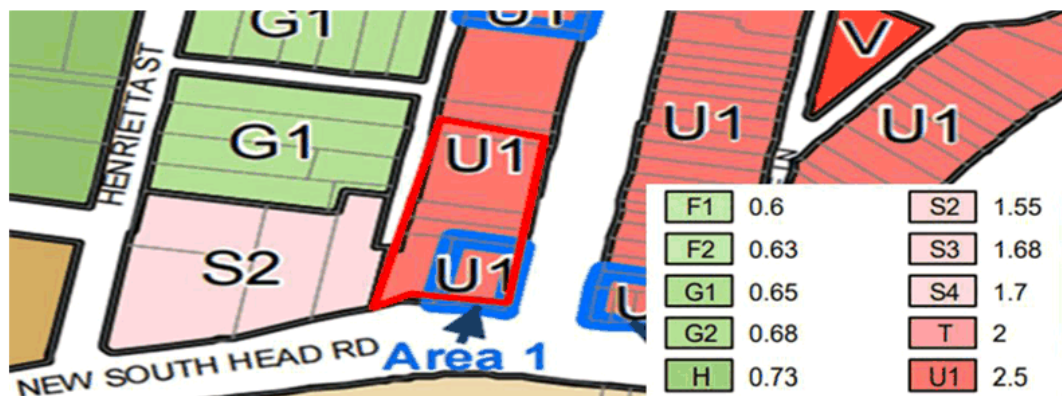 G1
U1
V
HENRIETTA ST
G1
U1
U1
U1
LN
S2
U1
U
Area 1
NEW SOUTH HEAD RD
F1 0.6
F2 0.63
G1 0.65
G2 0.68
H 0.73
S2 1.55
S3 1.68
S4 1.7
T 2
U1 2.5